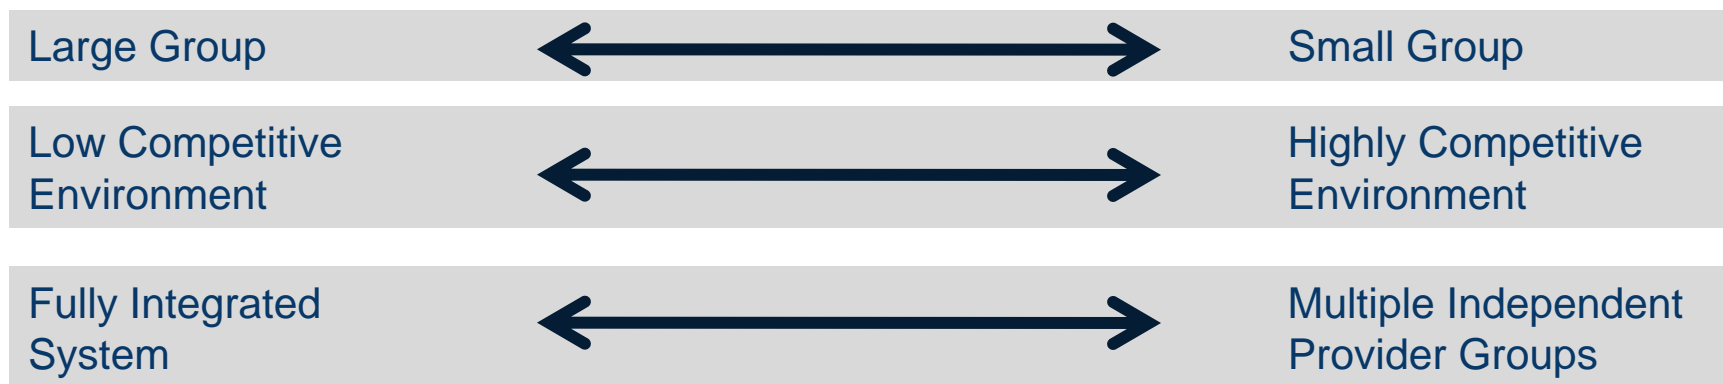 Large Group
Small Group
Low Competitive
Environment
Highly Competitive
Environment
Fully Integrated
System
Multiple Independent
Provider Groups